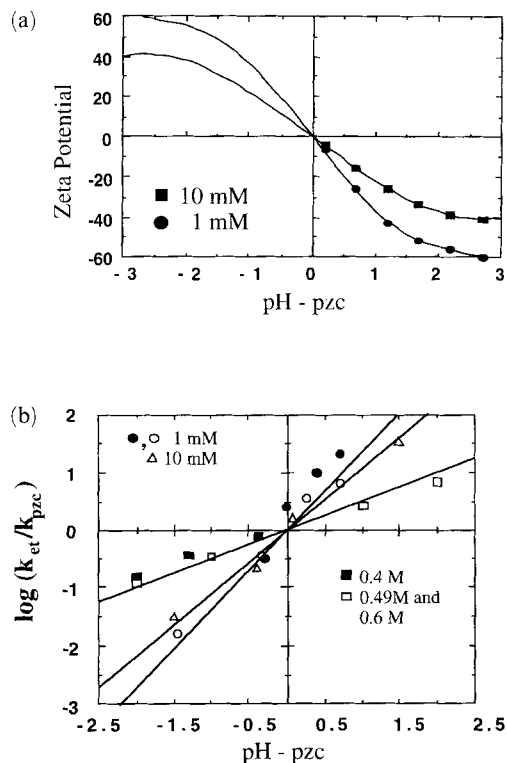 (a)
Zeta Potential
60
40
20
0
-20
-40
-60
■ 10 mM
● 1 mM
-3 -2 -1 0 1 2 3
pH - pzc
(b)
log (k_et/k_pzc)
2
1
0
-1
-2
-3
●,○ 1 mM
△ 10 mM
■ 0.4 M
□ 0.49M and
0.6 M
-2.5 -1.5 -0.5 0.5 1.5 2.5
pH - pzc